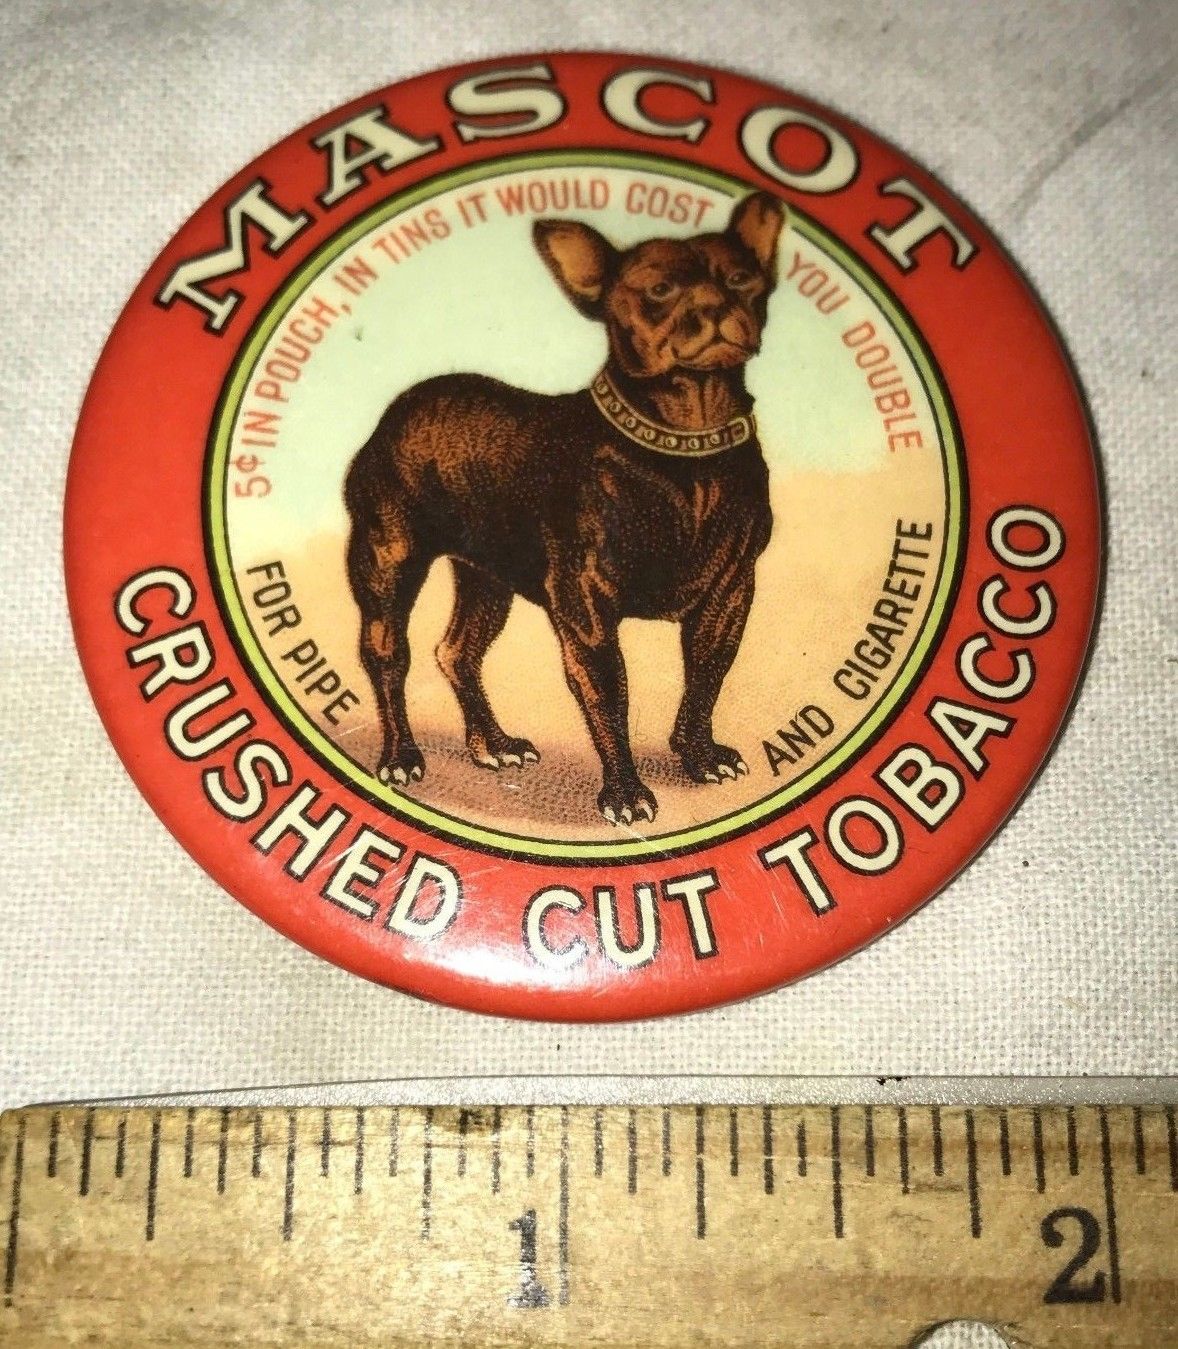 MASCOT
5¢ IN POUCH, IN TINS IT WOULD COST YOU DOUBLE
FOR PIPE AND CIGARETTE
CRUSHED CUT TOBACCO
1 2